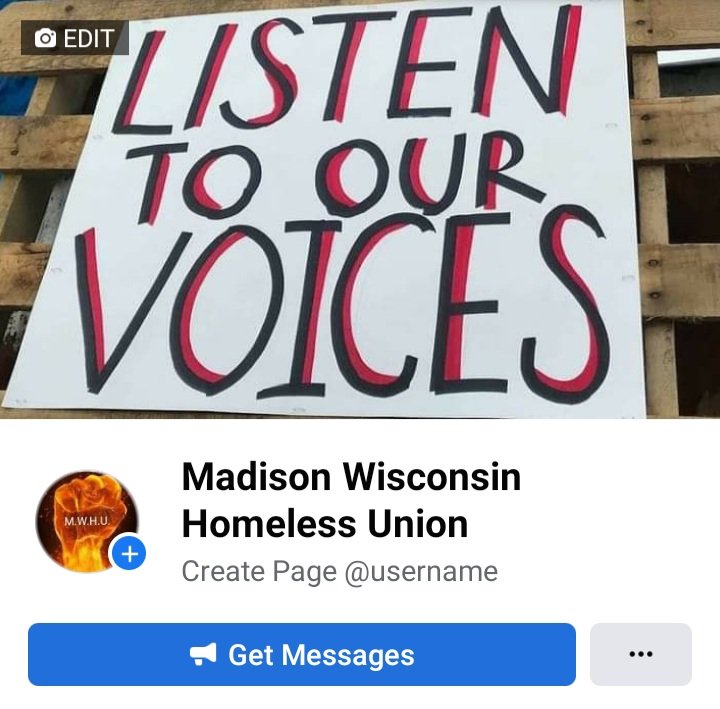 EDIT
LISTEN
TO OUR
VOICES
Madison Wisconsin
Homeless Union
M.W.H.U.
Create Page @username
Get Messages